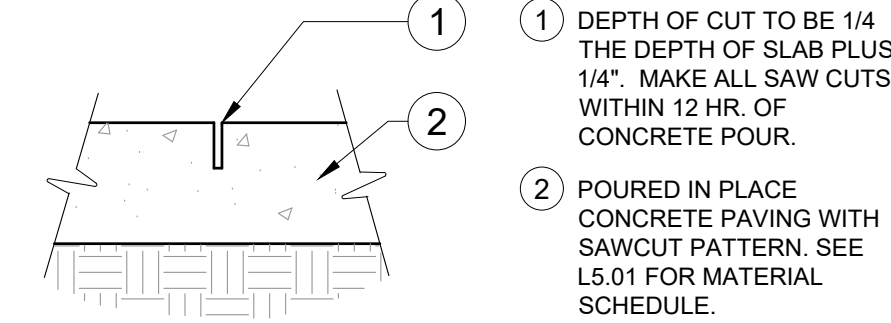 1
2
1 DEPTH OF CUT TO BE 1/4
THE DEPTH OF SLAB PLUS
1/4". MAKE ALL SAW CUTS
WITHIN 12 HR. OF
CONCRETE POUR.
2 POURED IN PLACE
CONCRETE PAVING WITH
SAWCUT PATTERN. SEE
L5.01 FOR MATERIAL
SCHEDULE.